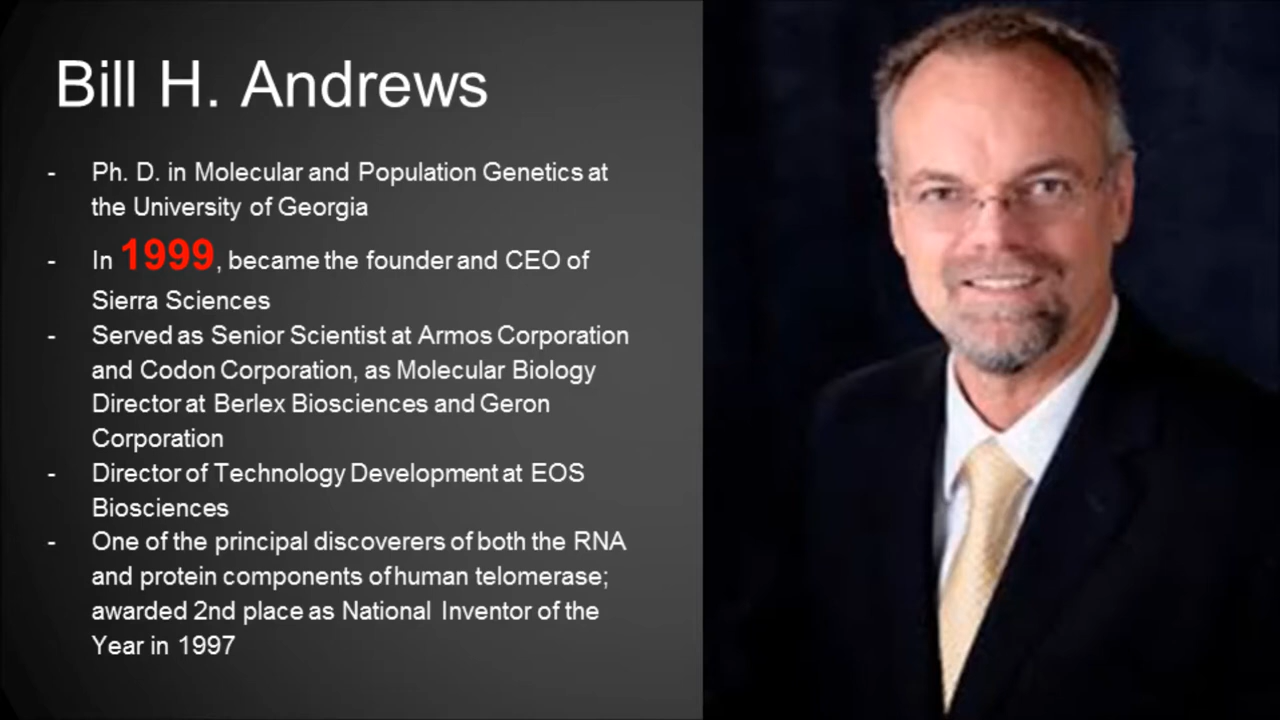 Bill H. Andrews
- Ph. D. in Molecular and Population Genetics at
the University of Georgia
- In 1999, became the founder and CEO of
Sierra Sciences
- Served as Senior Scientist at Armos Corporation
and Codon Corporation, as Molecular Biology
Director at Berlex Biosciences and Geron
Corporation
- Director of Technology Development at EOS
Biosciences
- One of the principal discoverers of both the RNA
and protein components of human telomerase;
awarded 2nd place as National Inventor of the
Year in 1997